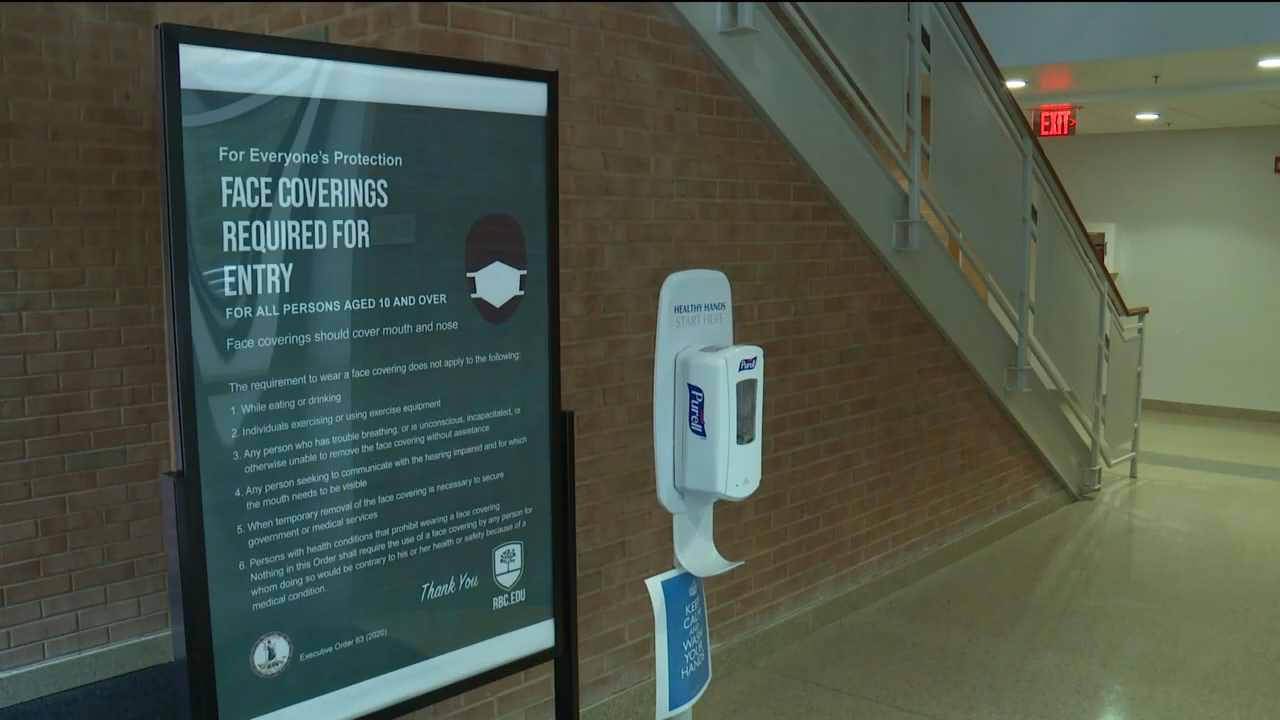 For Everyone's Protection
FACE COVERINGS
REQUIRED FOR
ENTRY
FOR ALL PERSONS AGED 10 AND OVER
Face coverings should cover mouth and nose
The requirement to wear a face covering does not apply to the following:
1. While eating or drinking
2. Individuals exercising or using exercise equipment
3. Any person who has trouble breathing, or is unconscious, incapacitated, or
otherwise unable to remove the face covering without assistance
4. Any person seeking to communicate with the hearing impaired and for which
the mouth needs to be visible
5. When temporary removal of the face covering is necessary to secure
government or medical services
6. Persons with health conditions that prohibit wearing a face covering.
Nothing in this Order shall require the use of a face covering by any person for
whom doing so would be contrary to his or her health or safety because of a
medical condition.
Thank You
RBC.EDU
Executive Order 63 (2020)
HEALTHY HANDS
START HERE
Purell
Purell
KEEP
CALM
AND
WASH
YOUR
HANDS
EXIT